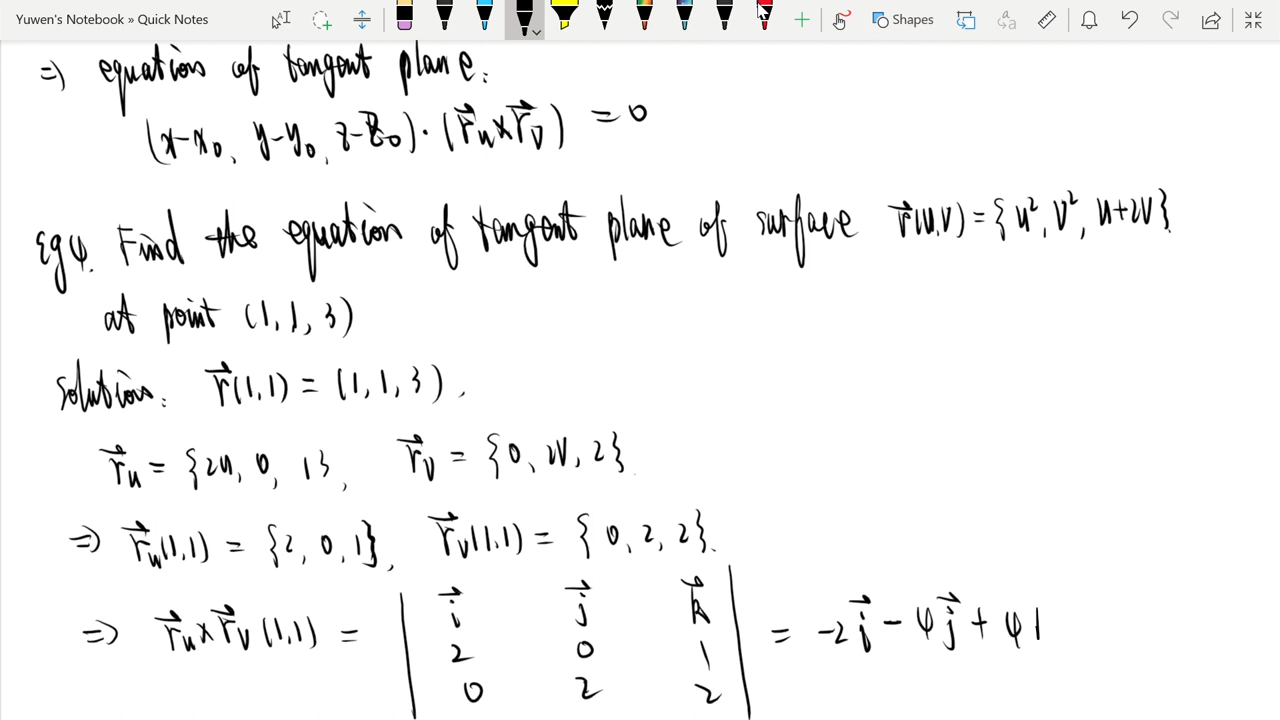 Yuwen's Notebook » Quick Notes
Shapes
⇒ equation of tangent plane:
(x-x₀, y-y₀, z-z₀)·(r⃗ᵤ×r⃗ᵥ) = 0
Eg 4. Find the equation of tangent plane of surface r⃗(u,v) = {u², v², u+2v}
at point (1, 1, 3)
Solution: r⃗(1,1) = (1, 1, 3).
r⃗ᵤ = {2u, 0, 1}, r⃗ᵥ = {0, 2v, 2}.
⇒ r⃗ᵤ(1,1) = {2, 0, 1}, r⃗ᵥ(1,1) = {0, 2, 2}.
⇒ r⃗ᵤ×r⃗ᵥ(1,1) = | i⃗ j⃗ k⃗ | = -2i⃗ - 4j⃗ + 4
2 0 1
0 2 2